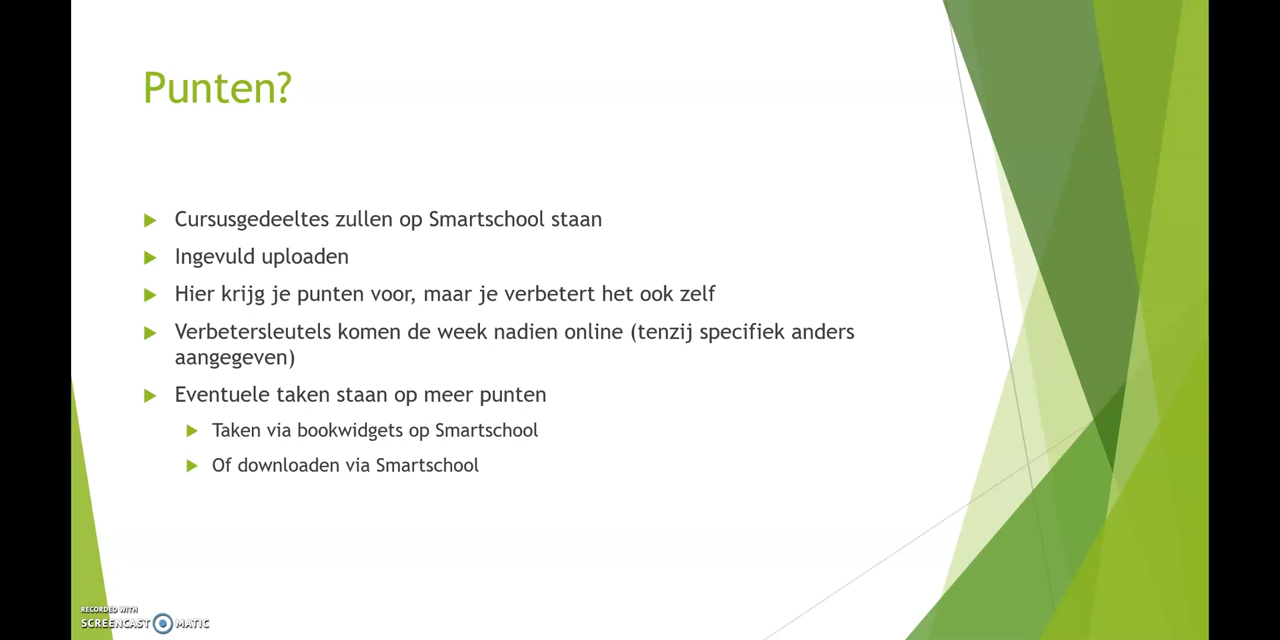 Punten?
Cursusgedeeltes zullen op Smartschool staan
Ingevuld uploaden
Hier krijg je punten voor, maar je verbetert het ook zelf
Verbetersleutels komen de week nadien online (tenzij specifiek anders
aangegeven)
Eventuele taken staan op meer punten
Taken via bookwidgets op Smartschool
Of downloaden via Smartschool
RECORDED WITH
SCREENCAST MATIC